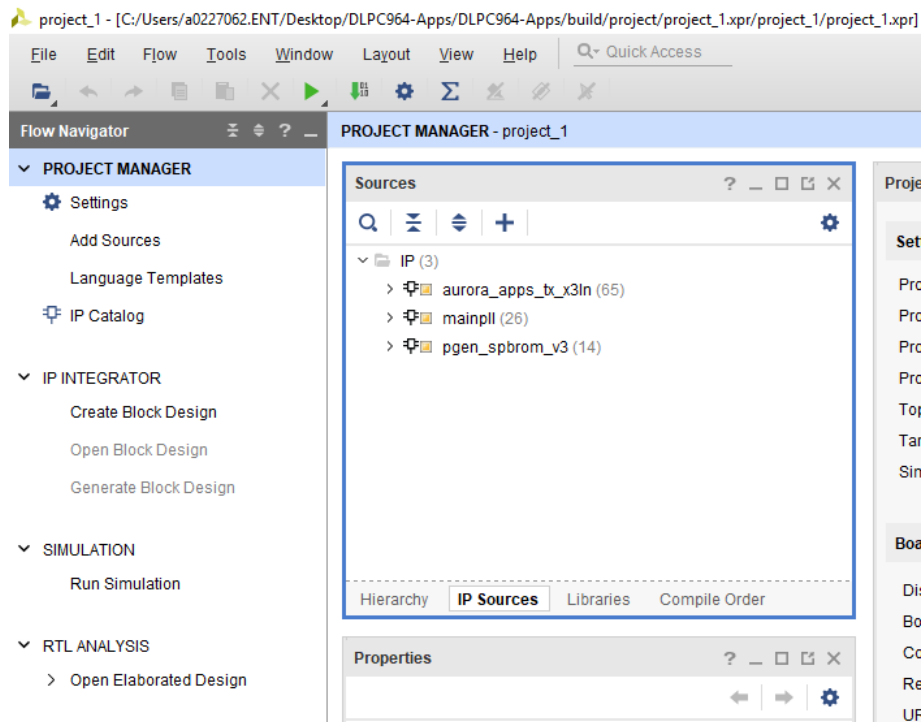 project_1 - [C:/Users/a0227062.ENT/Desktop/DLPC964-Apps/DLPC964-Apps/build/project/project_1.xpr/project_1/project_1.xpr]
File Edit Flow Tools Window Layout View Help Quick Access
Flow Navigator
PROJECT MANAGER
Settings
Add Sources
Language Templates
IP Catalog
IP INTEGRATOR
Create Block Design
Open Block Design
Generate Block Design
SIMULATION
Run Simulation
RTL ANALYSIS
Open Elaborated Design
PROJECT MANAGER - project_1
Sources
IP (3)
aurora_apps_tx_x3ln (65)
mainpll (26)
pgen_spbrom_v3 (14)
Hierarchy IP Sources Libraries Compile Order
Properties